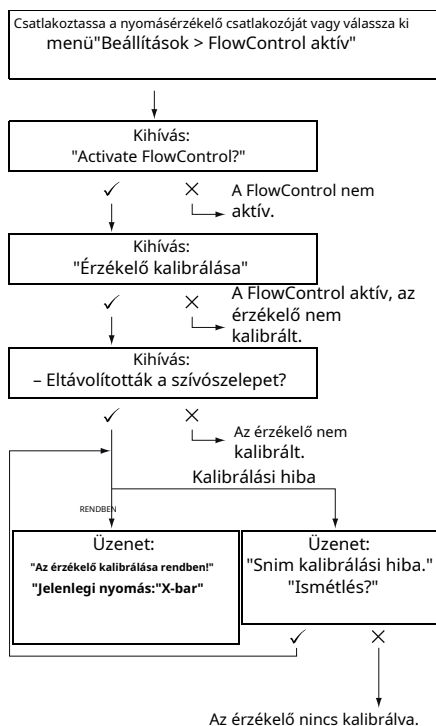 Csatlakoztassa a nyomásérzékelő csatlakozóját vagy válassza ki
menü"Beállítások > FlowControl aktív"
Kihívás:
"Activate FlowControl?"
✓ ✕ A FlowControl nem
aktív.
Kihívás:
"Érzékelő kalibrálása"
✓ ✕ A FlowControl aktív, az
érzékelő nem
kalibrált.
Kihívás:
– Eltávolították a szívószelepet?
✓ ✕ Az érzékelő nem
kalibrált.
Kalibrálási hiba
RENDBEN
Üzenet:
"Az érzékelő kalibrálása rendben!"
"Jelenlegi nyomás:"X-bar"
Üzenet:
"Snim kalibrálási hiba."
"Ismétlés?"
✓ ✕
Az érzékelő nincs kalibrálva.